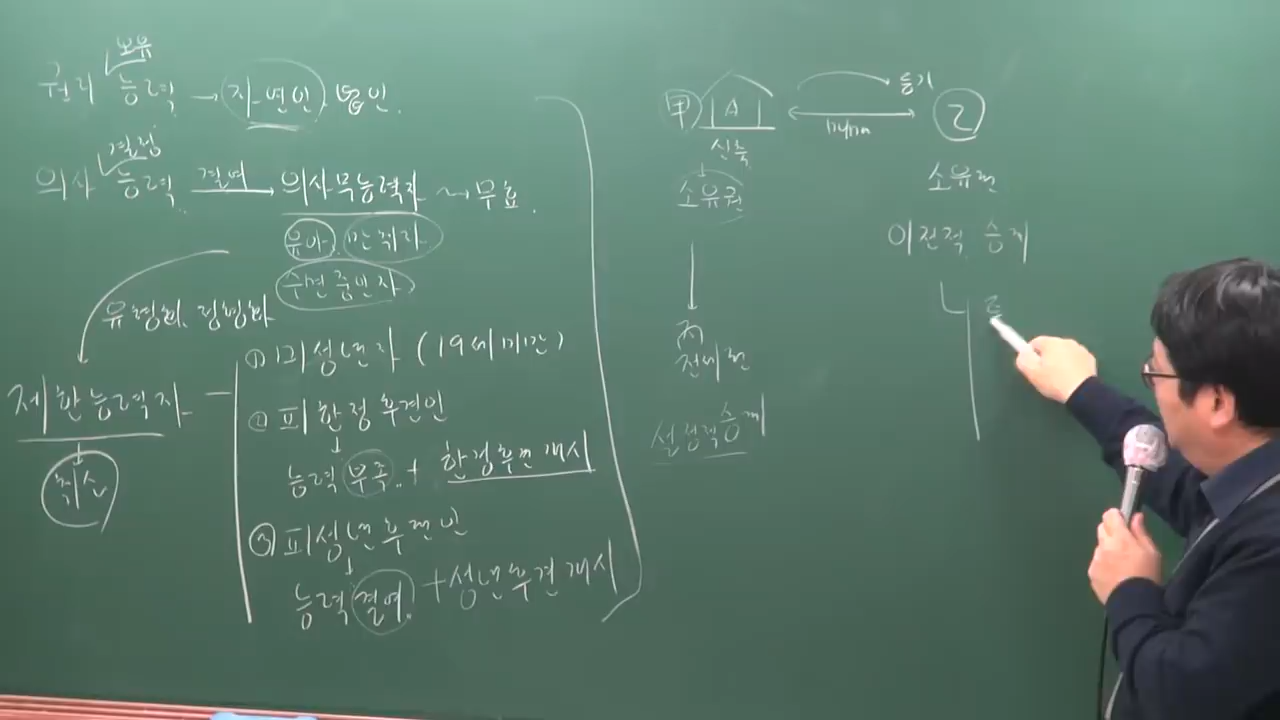 보유
권리 능력 → 자연인. 법인.
결정
의사 능력 결여 → 의사무능력자 ~> 무효.
유아. 만취자.
수면중인자.
유형화, 정형화
제한능력자
취소
① 미성년자 (19세미만)
② 피한정후견인
능력 부족. + 한정후견개시
③ 피성년후견인
능력 결여. + 성년후견개시
甲 A 등기 乙
매매
신축
소유권
저
전세권
설정적승계
소유권
이전적 승계